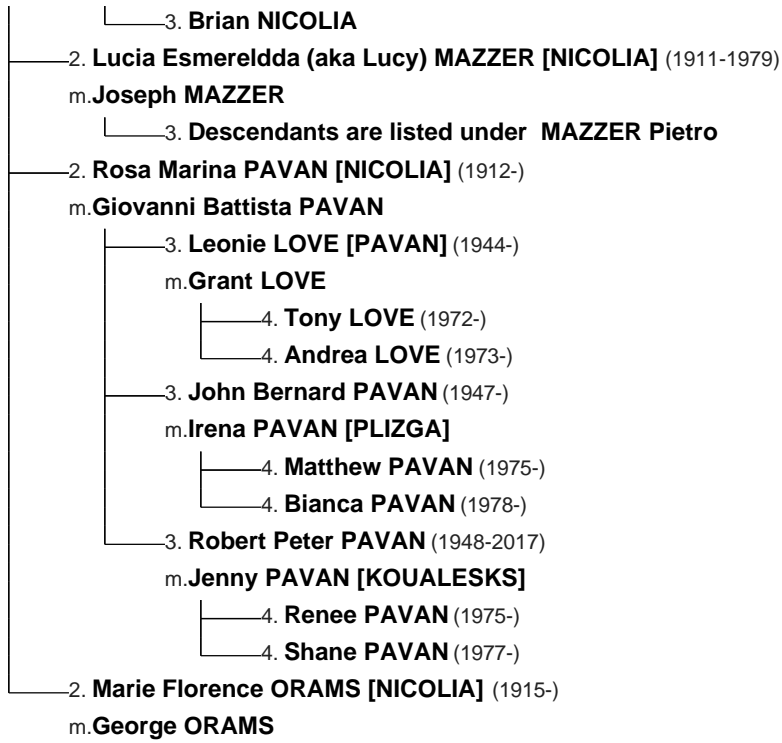 3. Brian NICOLIA
2. Lucia Esmereldda (aka Lucy) MAZZER [NICOLIA] (1911-1979)
m.Joseph MAZZER
3. Descendants are listed under MAZZER Pietro
2. Rosa Marina PAVAN [NICOLIA] (1912-)
m.Giovanni Battista PAVAN
3. Leonie LOVE [PAVAN] (1944-)
m.Grant LOVE
4. Tony LOVE (1972-)
4. Andrea LOVE (1973-)
3. John Bernard PAVAN (1947-)
m.Irena PAVAN [PLIZGA]
4. Matthew PAVAN (1975-)
4. Bianca PAVAN (1978-)
3. Robert Peter PAVAN (1948-2017)
m.Jenny PAVAN [KOUALESKS]
4. Renee PAVAN (1975-)
4. Shane PAVAN (1977-)
2. Marie Florence ORAMS [NICOLIA] (1915-)
m.George ORAMS